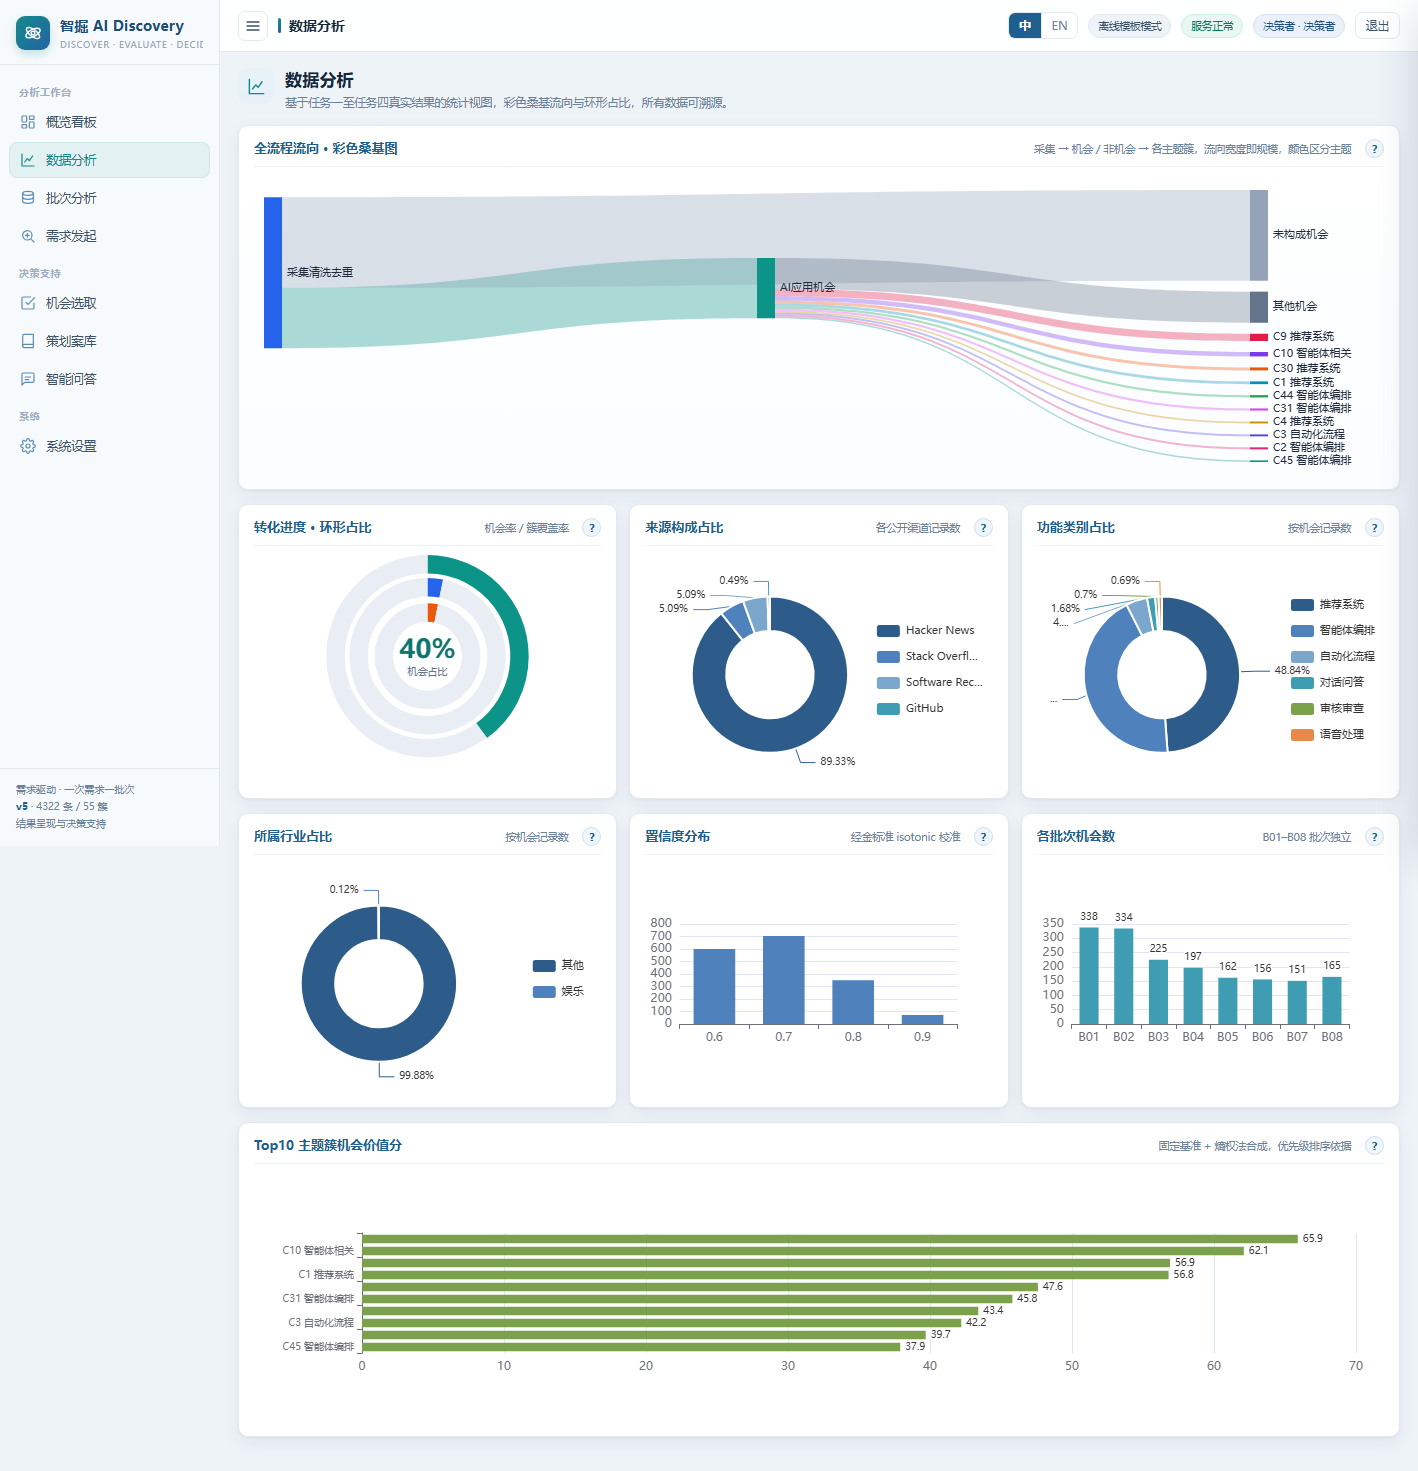 智掘 AI Discovery
DISCOVER · EVALUATE · DECIE
分析工作台
概览看板
数据分析
批次分析
需求发起
决策支持
机会选取
策划案库
智能问答
系统
系统设置
需求驱动 · 一次需求一批次
v5 · 4322 条 / 55 簇
结果呈现与决策支持
数据分析
中
EN
离线模板模式
服务正常
决策者 · 决策者
退出
数据分析
基于任务一至任务四真实结果的统计视图，彩色桑基流向与环形占比，所有数据可溯源。
全流程流向 • 彩色桑基图
采集 → 机会 / 非机会 → 各主题簇，流向宽度即规模，颜色区分主题
?
采集清洗去重
AI应用机会
未构成机会
其他机会
C9 推荐系统
C10 智能体相关
C30 推荐系统
C1 推荐系统
C44 智能体编排
C31 智能体编排
C4 推荐系统
C3 自动化流程
C2 智能体编排
C45 智能体编排
转化进度 • 环形占比
机会率 / 簇覆盖率
?
40%
机会占比
来源构成占比
各公开渠道记录数
?
0.49%
5.09%
5.09%
89.33%
Hacker News
Stack Overfl...
Software Rec...
GitHub
功能类别占比
按机会记录数
?
0.69%
0.7%
1.68%
4....
...
48.84%
推荐系统
智能体编排
自动化流程
对话问答
审核审查
语音处理
所属行业占比
按机会记录数
?
0.12%
99.88%
其他
娱乐
置信度分布
经金标准 isotonic 校准
?
800
700
600
500
400
300
200
100
0
0.6
0.7
0.8
0.9
各批次机会数
B01–B08 批次独立
?
350
300
250
200
150
100
50
0
338
334
225
197
162
156
151
165
B01
B02
B03
B04
B05
B06
B07
B08
Top10 主题簇机会价值分
固定基准 + 熵权法合成，优先级排序依据
?
65.9
C10 智能体相关
62.1
56.9
C1 推荐系统
56.8
47.6
C31 智能体编排
45.8
43.4
C3 自动化流程
42.2
39.7
C45 智能体编排
37.9
0
10
20
30
40
50
60
70